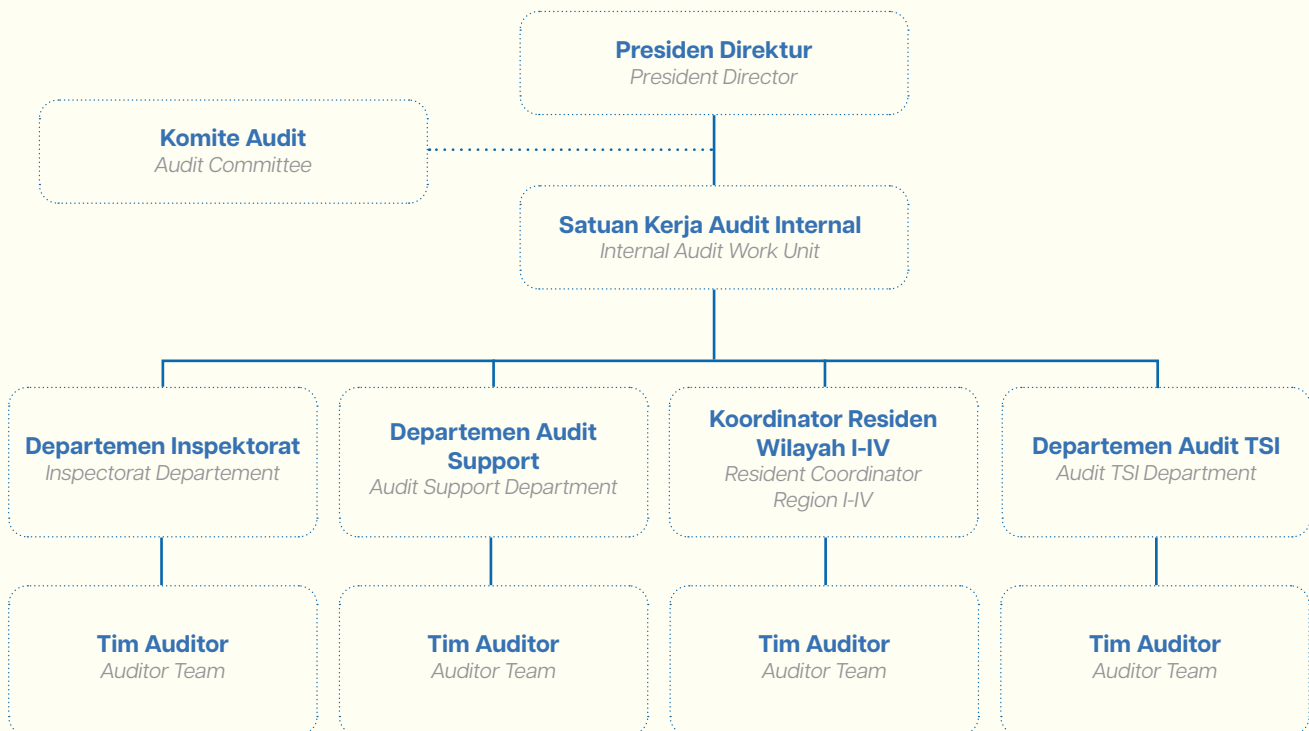 Presiden Direktur
President Director
Komite Audit
Audit Committee
Satuan Kerja Audit Internal
Internal Audit Work Unit
Departemen Inspektorat
Inspectorat Departement
Departemen Audit
Support
Audit Support Department
Koordinator Residen
Wilayah I-IV
Resident Coordinator
Region I-IV
Departemen Audit TSI
Audit TSI Department
Tim Auditor
Auditor Team
Tim Auditor
Auditor Team
Tim Auditor
Auditor Team
Tim Auditor
Auditor Team